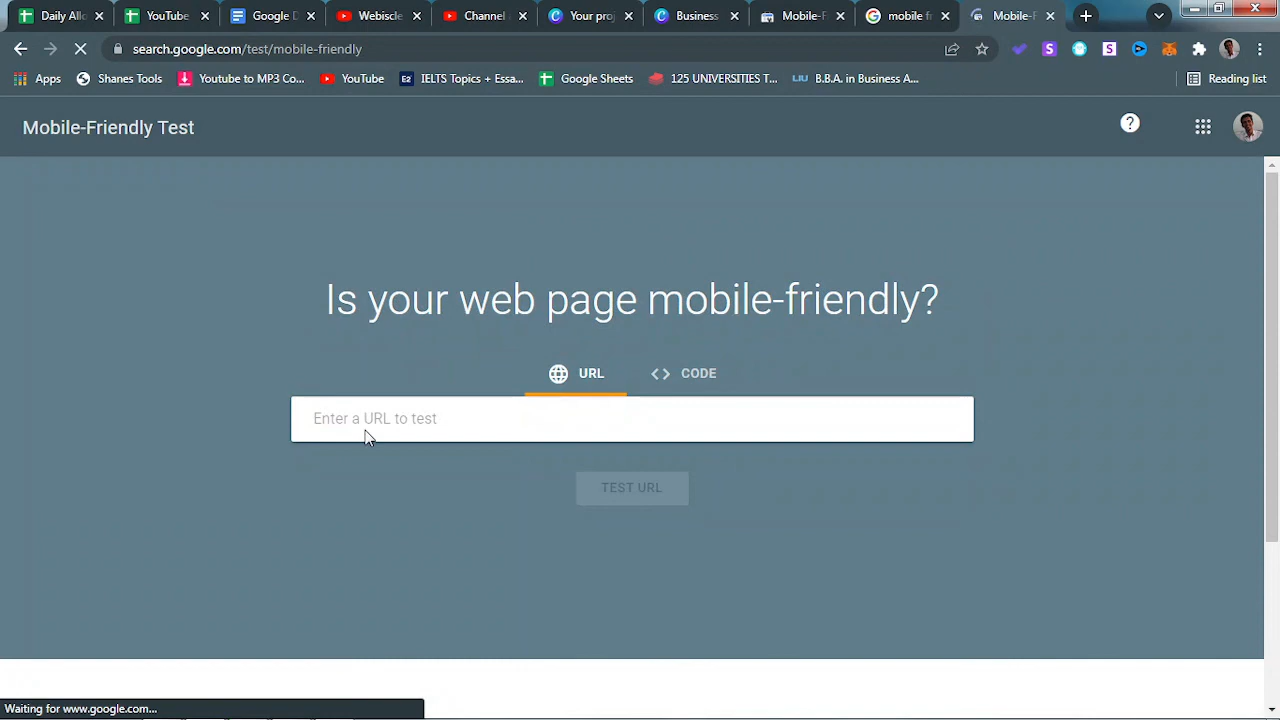 Daily Allo
YouTube
Google D
Webiscle
Channel
Your proj
Business
Mobile-F
mobile fr
Mobile-F
search.google.com/test/mobile-friendly
Apps
Shanes Tools
Youtube to MP3 Co...
YouTube
IELTS Topics + Essa...
Google Sheets
125 UNIVERSITIES T...
LIU
B.B.A. in Business A...
Reading list
Mobile-Friendly Test
?
Is your web page mobile-friendly?
URL
<> CODE
Enter a URL to test
TEST URL
Waiting for www.google.com...